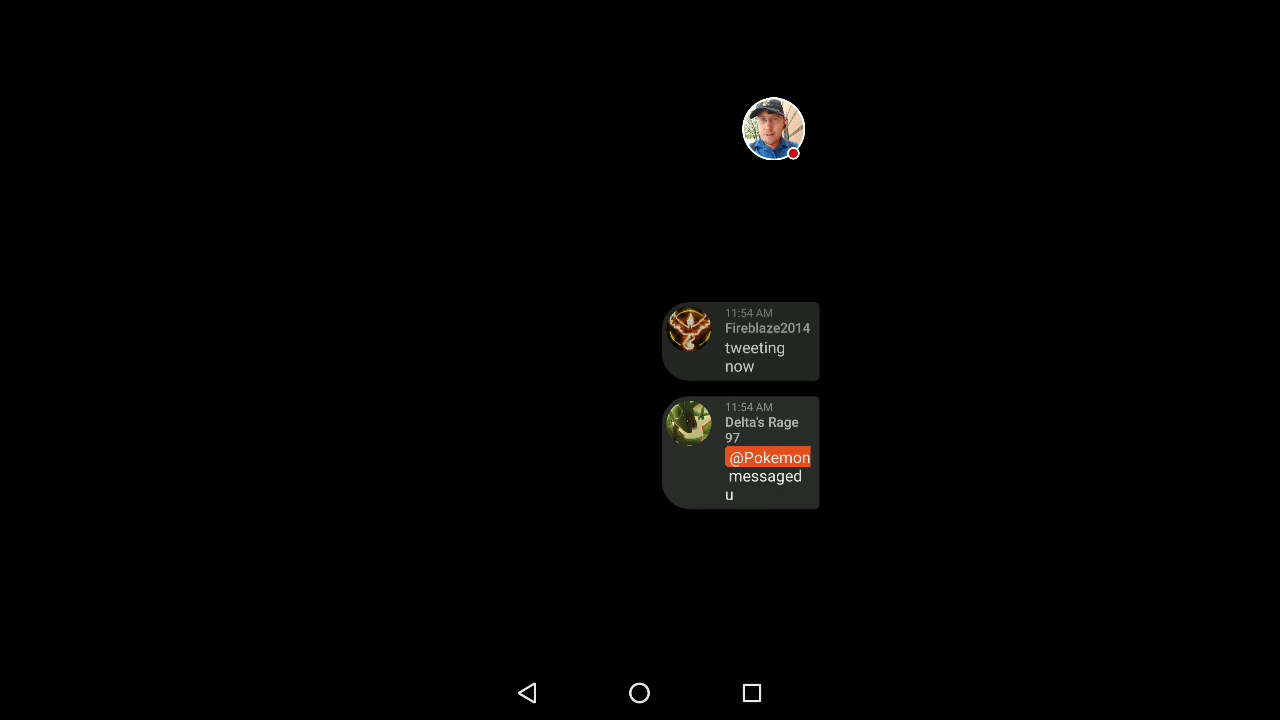 11:54 AM
Fireblaze2014
tweeting
now
11:54 AM
Delta's Rage
97
@Pokemon
messaged
u